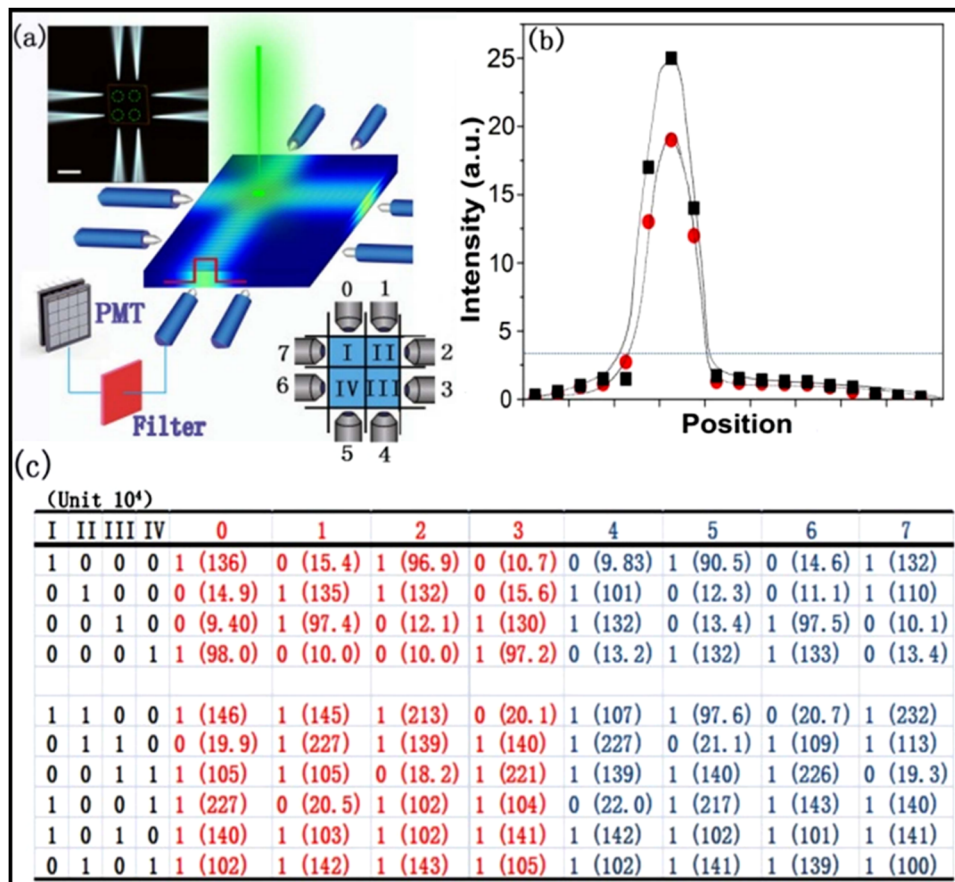 (a)
PMT
Filter
0 1
7 I II 2
6 IV III 3
5 4
(b)
Intensity (a.u.)
25
20
15
10
5
0
Position
(c)
(Unit 10⁴)
I II III IV 0 1 2 3 4 5 6 7
1 0 0 0 1 (136) 0 (15.4) 1 (96.9) 0 (10.7) 0 (9.83) 1 (90.5) 0 (14.6) 1 (132)
0 1 0 0 0 (14.9) 1 (135) 1 (132) 0 (15.6) 1 (101) 0 (12.3) 0 (11.1) 1 (110)
0 0 1 0 0 (9.40) 1 (97.4) 0 (12.1) 1 (130) 1 (132) 0 (13.4) 1 (97.5) 0 (10.1)
0 0 0 1 1 (98.0) 0 (10.0) 0 (10.0) 1 (97.2) 0 (13.2) 1 (132) 1 (133) 0 (13.4)
1 1 0 0 1 (146) 1 (145) 1 (213) 0 (20.1) 1 (107) 1 (97.6) 0 (20.7) 1 (232)
0 1 1 0 0 (19.9) 1 (227) 1 (139) 1 (140) 1 (227) 0 (21.1) 1 (109) 1 (113)
0 0 1 1 1 (105) 1 (105) 0 (18.2) 1 (221) 1 (139) 1 (140) 1 (226) 0 (19.3)
1 0 0 1 1 (227) 0 (20.5) 1 (102) 1 (104) 0 (22.0) 1 (217) 1 (143) 1 (140)
1 0 1 0 1 (140) 1 (103) 1 (102) 1 (141) 1 (142) 1 (102) 1 (101) 1 (141)
0 1 0 1 1 (102) 1 (142) 1 (143) 1 (105) 1 (102) 1 (141) 1 (139) 1 (100)